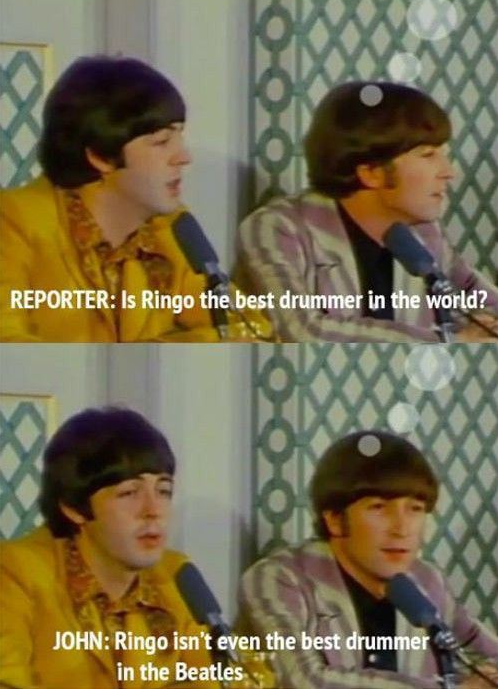 REPORTER: Is Ringo the best drummer in the world?
JOHN: Ringo isn't even the best drummer
in the Beatles